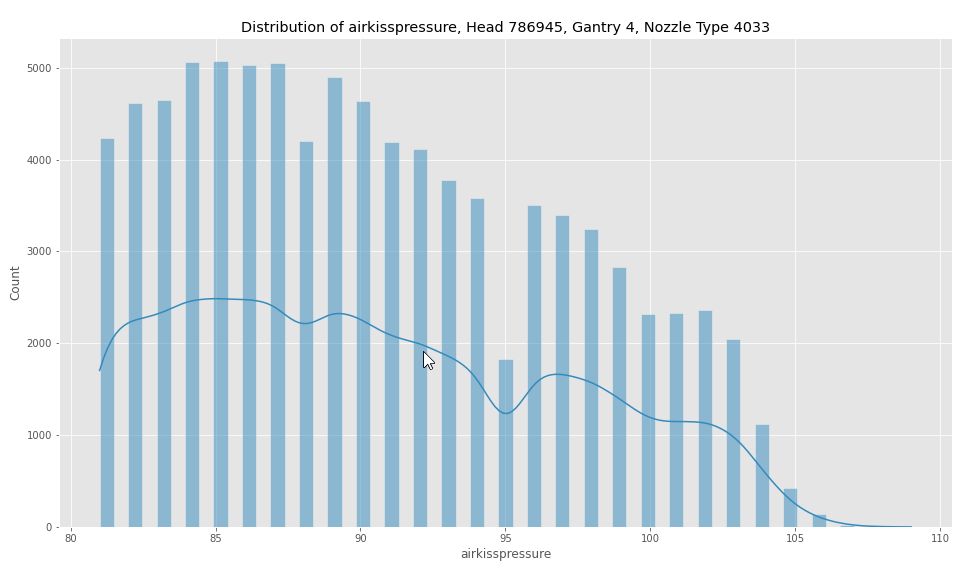 Distribution of airkisspressure, Head 786945, Gantry 4, Nozzle Type 4033
5000
4000
3000
2000
1000
0
Count
80 85 90 95 100 105 110
airkisspressure